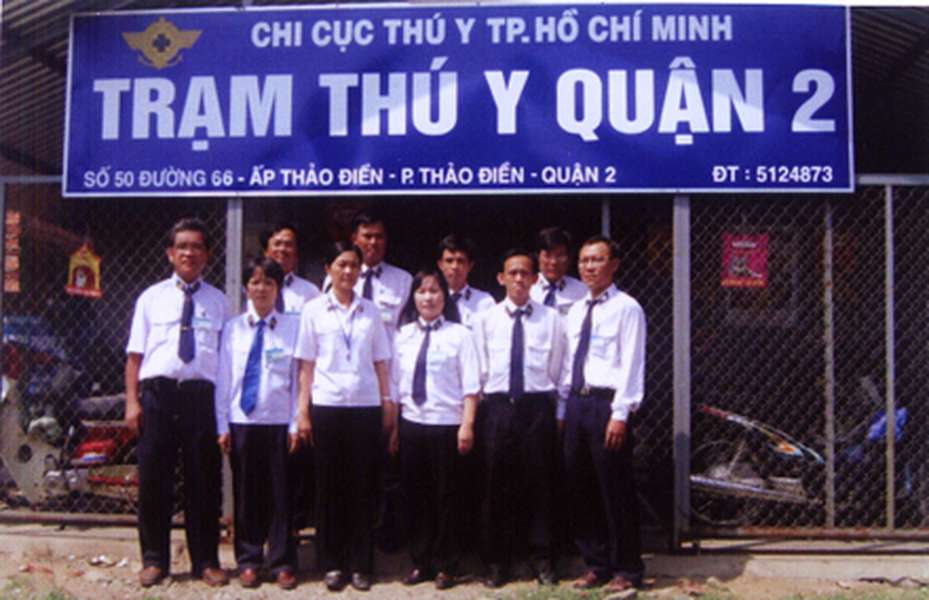 CHI CỤC THÚ Y TP. HỒ CHÍ MINH
TRẠM THÚ Y QUẬN 2
SỐ 50 ĐƯỜNG 66 - ẤP THẢO ĐIỀN - P. THẢO ĐIỀN - QUẬN 2 ĐT : 5124873